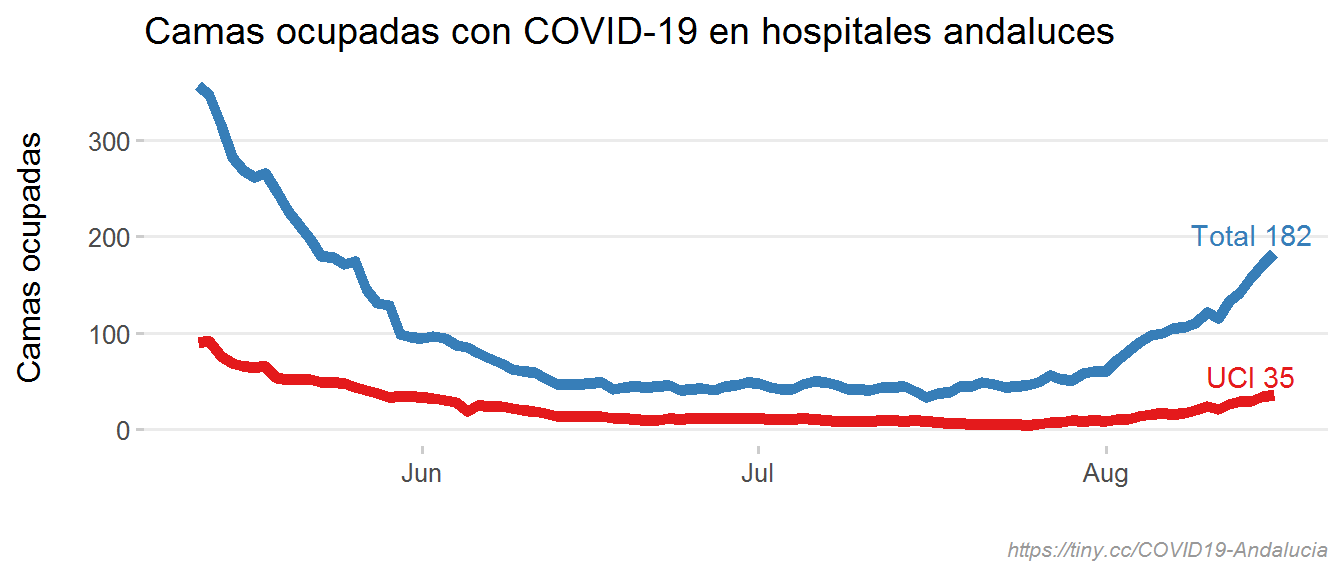 Camas ocupadas con COVID-19 en hospitales andaluces
Camas ocupadas
300
200
100
0
Total 182
UCI 35
Jun
Jul
Aug
https://tiny.cc/COVID19-Andalucia